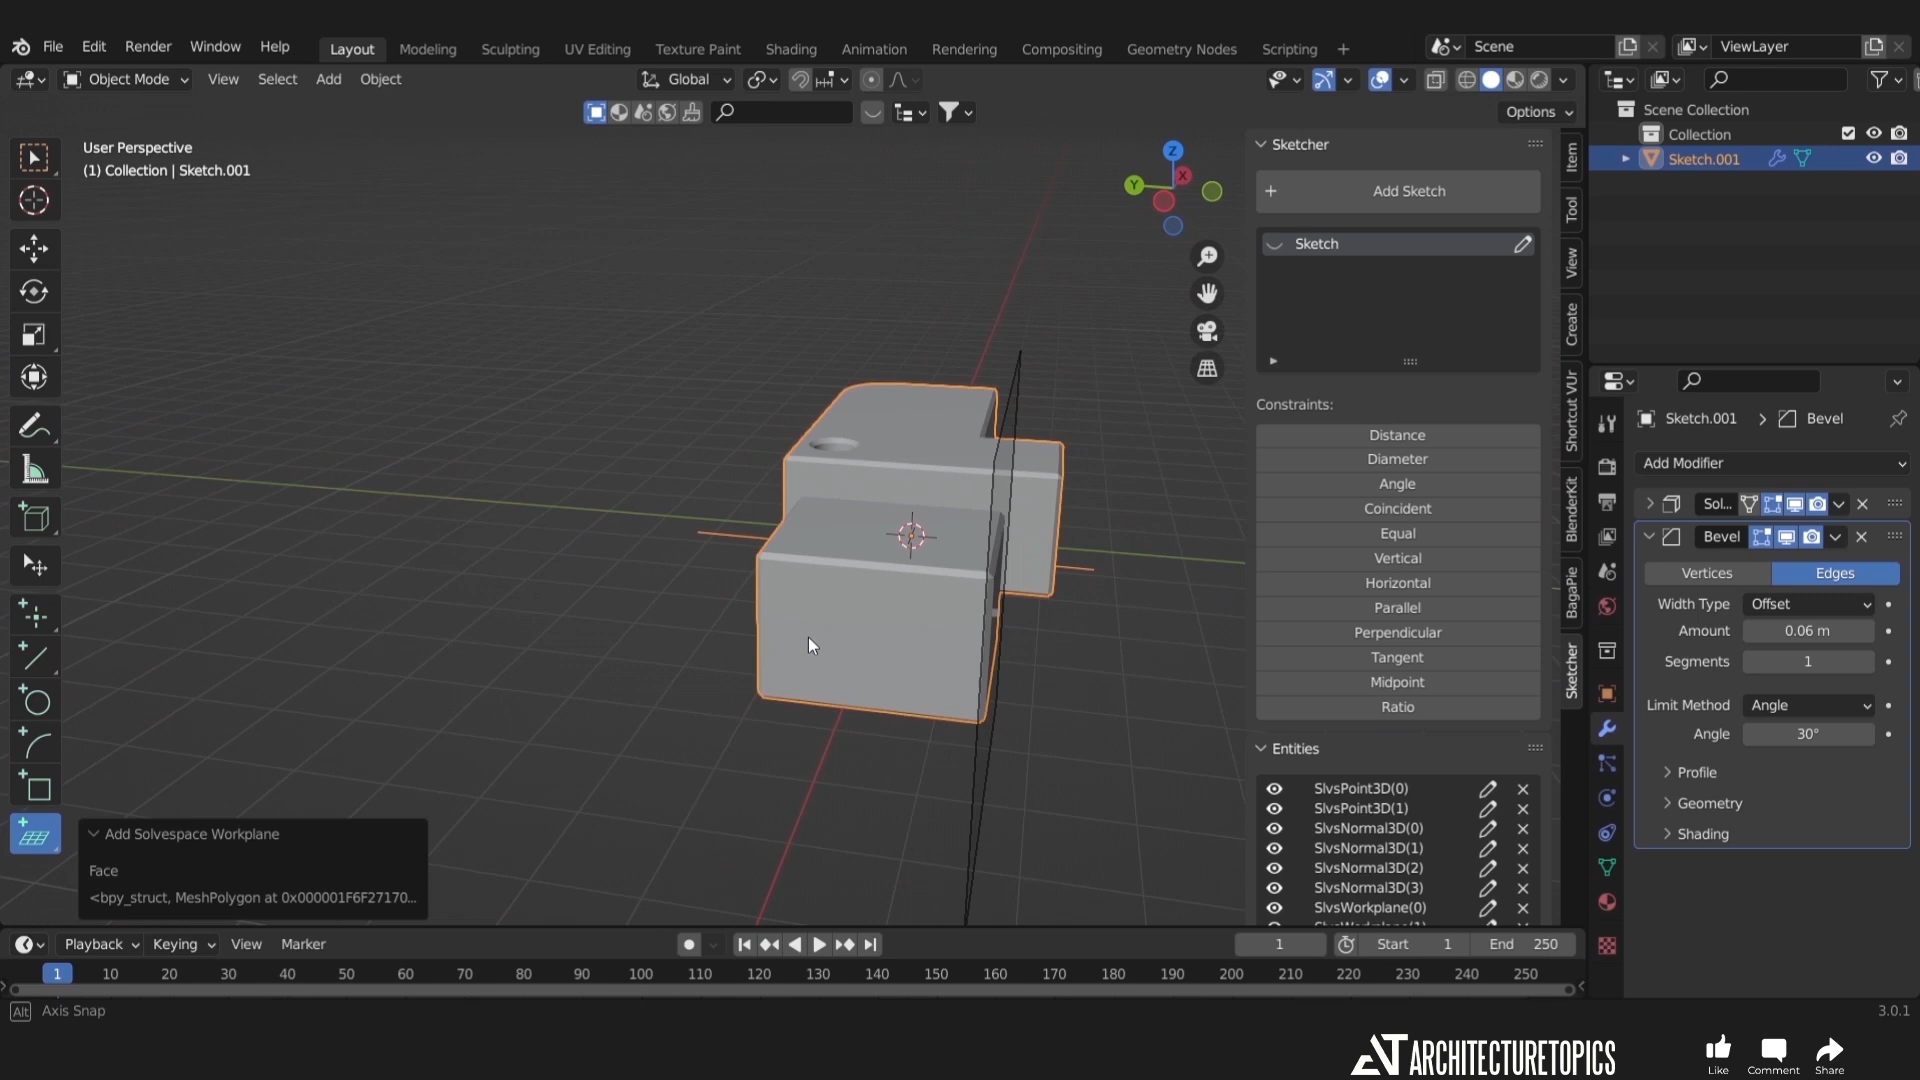 File Edit Render Window Help Layout Modeling Sculpting UV Editing Texture Paint Shading Animation Rendering Compositing Geometry Nodes Scripting + Scene ViewLayer
Object Mode View Select Add Object Global
Options
User Perspective
(1) Collection | Sketch.001
Z
Y
X
Sketcher
+ Add Sketch
Sketch
Constraints:
Distance
Diameter
Angle
Coincident
Equal
Vertical
Horizontal
Parallel
Perpendicular
Tangent
Midpoint
Ratio
Entities
SlvsPoint3D(0)
SlvsPoint3D(1)
SlvsNormal3D(0)
SlvsNormal3D(1)
SlvsNormal3D(2)
SlvsNormal3D(3)
SlvsWorkplane(0)
Item
Tool
View
Create
Shortcut VUr
BlenderKit
BagaPie
Sketcher
Scene Collection
Collection
Sketch.001
Sketch.001 > Bevel
Add Modifier
Sol...
Bevel
Vertices Edges
Width Type Offset
Amount 0.06 m
Segments 1
Limit Method Angle
Angle 30°
Profile
Geometry
Shading
Add Solvespace Workplane
Face
<bpy_struct, MeshPolygon at 0x000001F6F27170...
Playback Keying View Marker 1 Start 1 End 250
1 10 20 30 40 50 60 70 80 90 100 110 120 130 140 150 160 170 180 190 200 210 220 230 240 250
Alt Axis Snap 3.0.1
AT ARCHITECTURETOPICS
Like Comment Share